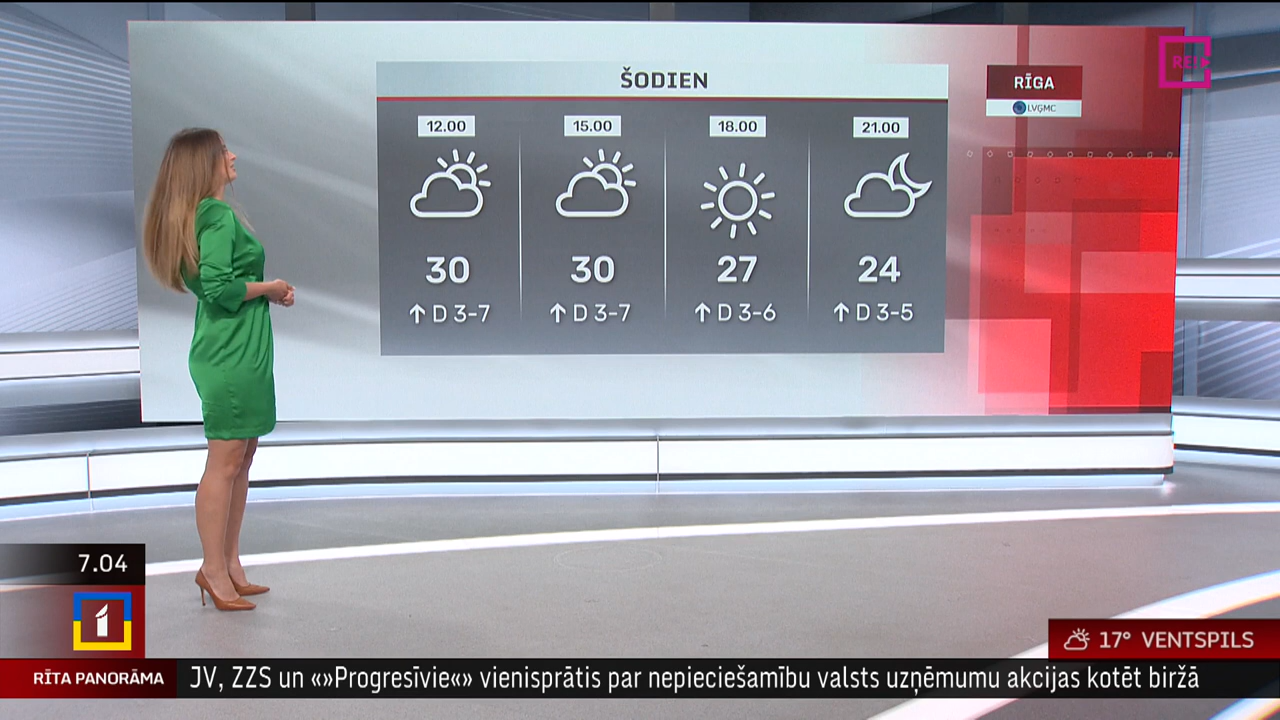 ŠODIEN
RE!
RĪGA
LVĢMC
12.00
15.00
18.00
21.00
30
30
27
24
↑ D 3-7
↑ D 3-7
↑ D 3-6
↑ D 3-5
7.04
1
17° VENTSPILS
RĪTA PANORĀMA
JV, ZZS un «»Progresīvie«» vienisprātis par nepieciešamību valsts uzņēmumu akcijas kotēt biržā